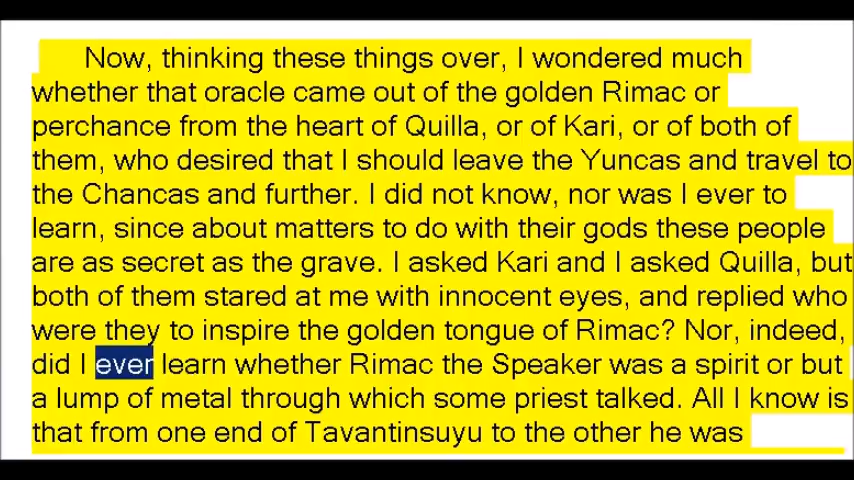 Now, thinking these things over, I wondered much
whether that oracle came out of the golden Rimac or
perchance from the heart of Quilla, or of Kari, or of both of
them, who desired that I should leave the Yuncas and travel to
the Chancas and further. I did not know, nor was I ever to
learn, since about matters to do with their gods these people
are as secret as the grave. I asked Kari and I asked Quilla, but
both of them stared at me with innocent eyes, and replied who
were they to inspire the golden tongue of Rimac? Nor, indeed,
did I ever learn whether Rimac the Speaker was a spirit or but
a lump of metal through which some priest talked. All I know is
that from one end of Tavantinsuyu to the other he was